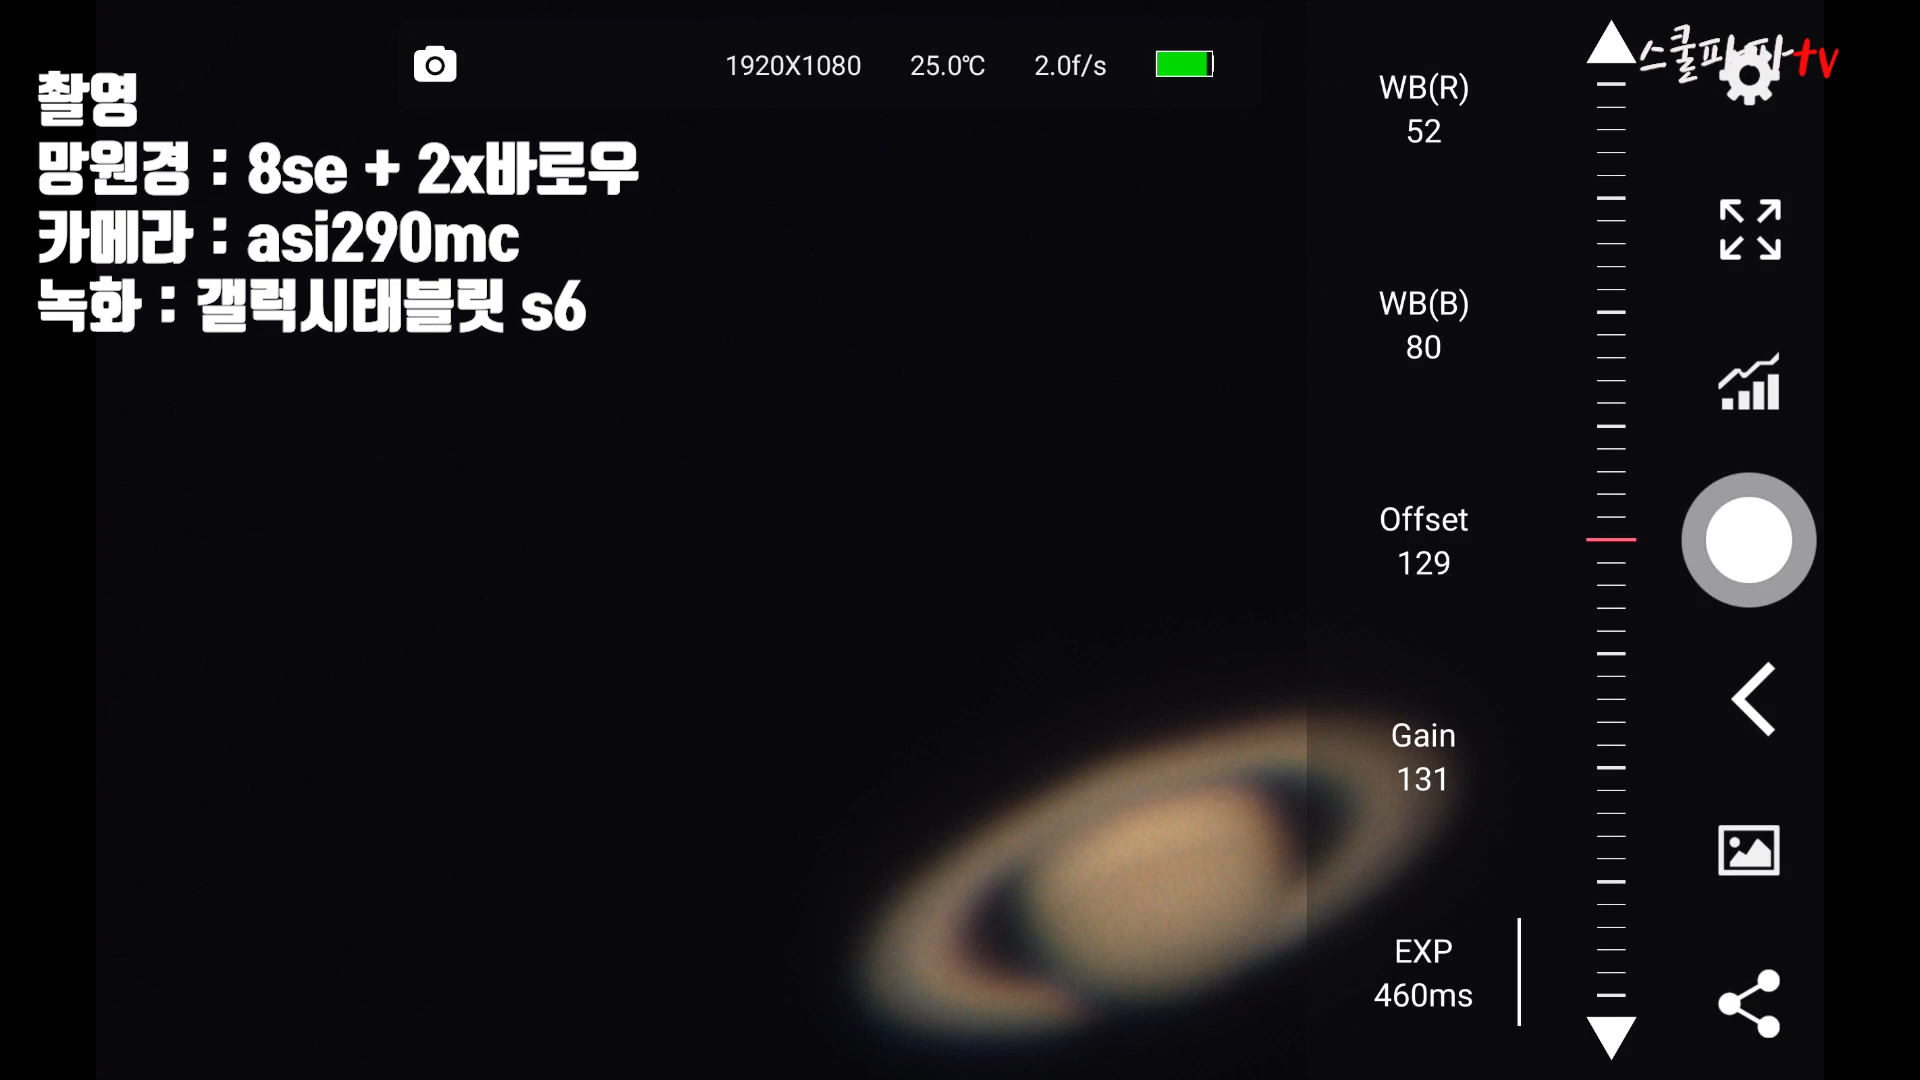 촬영
망원경 : 8se + 2x바로우
카메라 : asi290mc
녹화 : 갤럭시태블릿 s6
1920X1080 25.0℃ 2.0f/s
스쿨파파tv
WB(R)
52
WB(B)
80
Offset
129
Gain
131
EXP
460ms